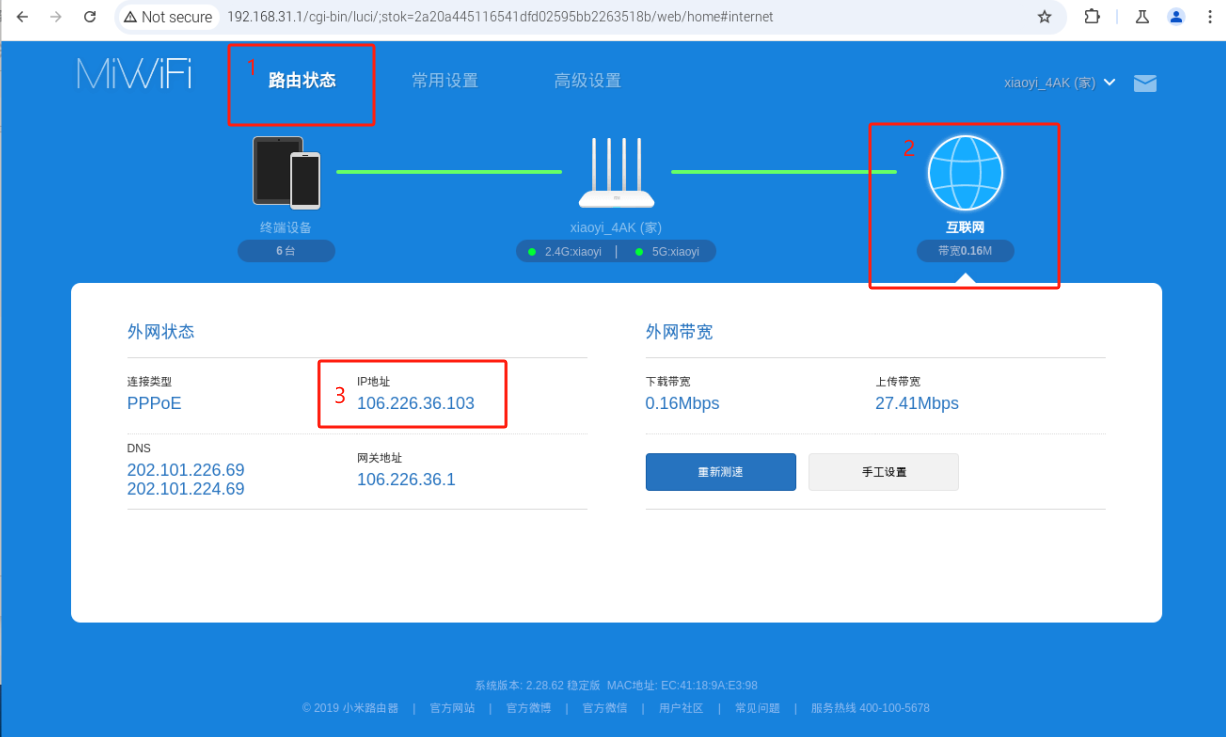 Not secure 192.168.31.1/cgi-bin/luci/;stok=2a20a445116541dfd02595bb2263518b/web/home#internet
MiWiFi
1 路由状态 常用设置 高级设置 xiaoyi_4AK (家)
2
终端设备 xiaoyi_4AK (家) 互联网
6 台 2.4G:xiaoyi | 5G:xiaoyi 带宽0.16M
外网状态 外网带宽
连接类型 IP地址 下载带宽 上传带宽
PPPoE 3 106.226.36.103 0.16Mbps 27.41Mbps
DNS 网关地址
202.101.226.69 106.226.36.1 重新测速 手工设置
202.101.224.69
系统版本: 2.28.62 稳定版 MAC地址: EC:41:18:9A:E3:98
© 2019 小米路由器 | 官方网站 | 官方微博 | 官方微信 | 用户社区 | 常见问题 | 服务热线 400-100-5678